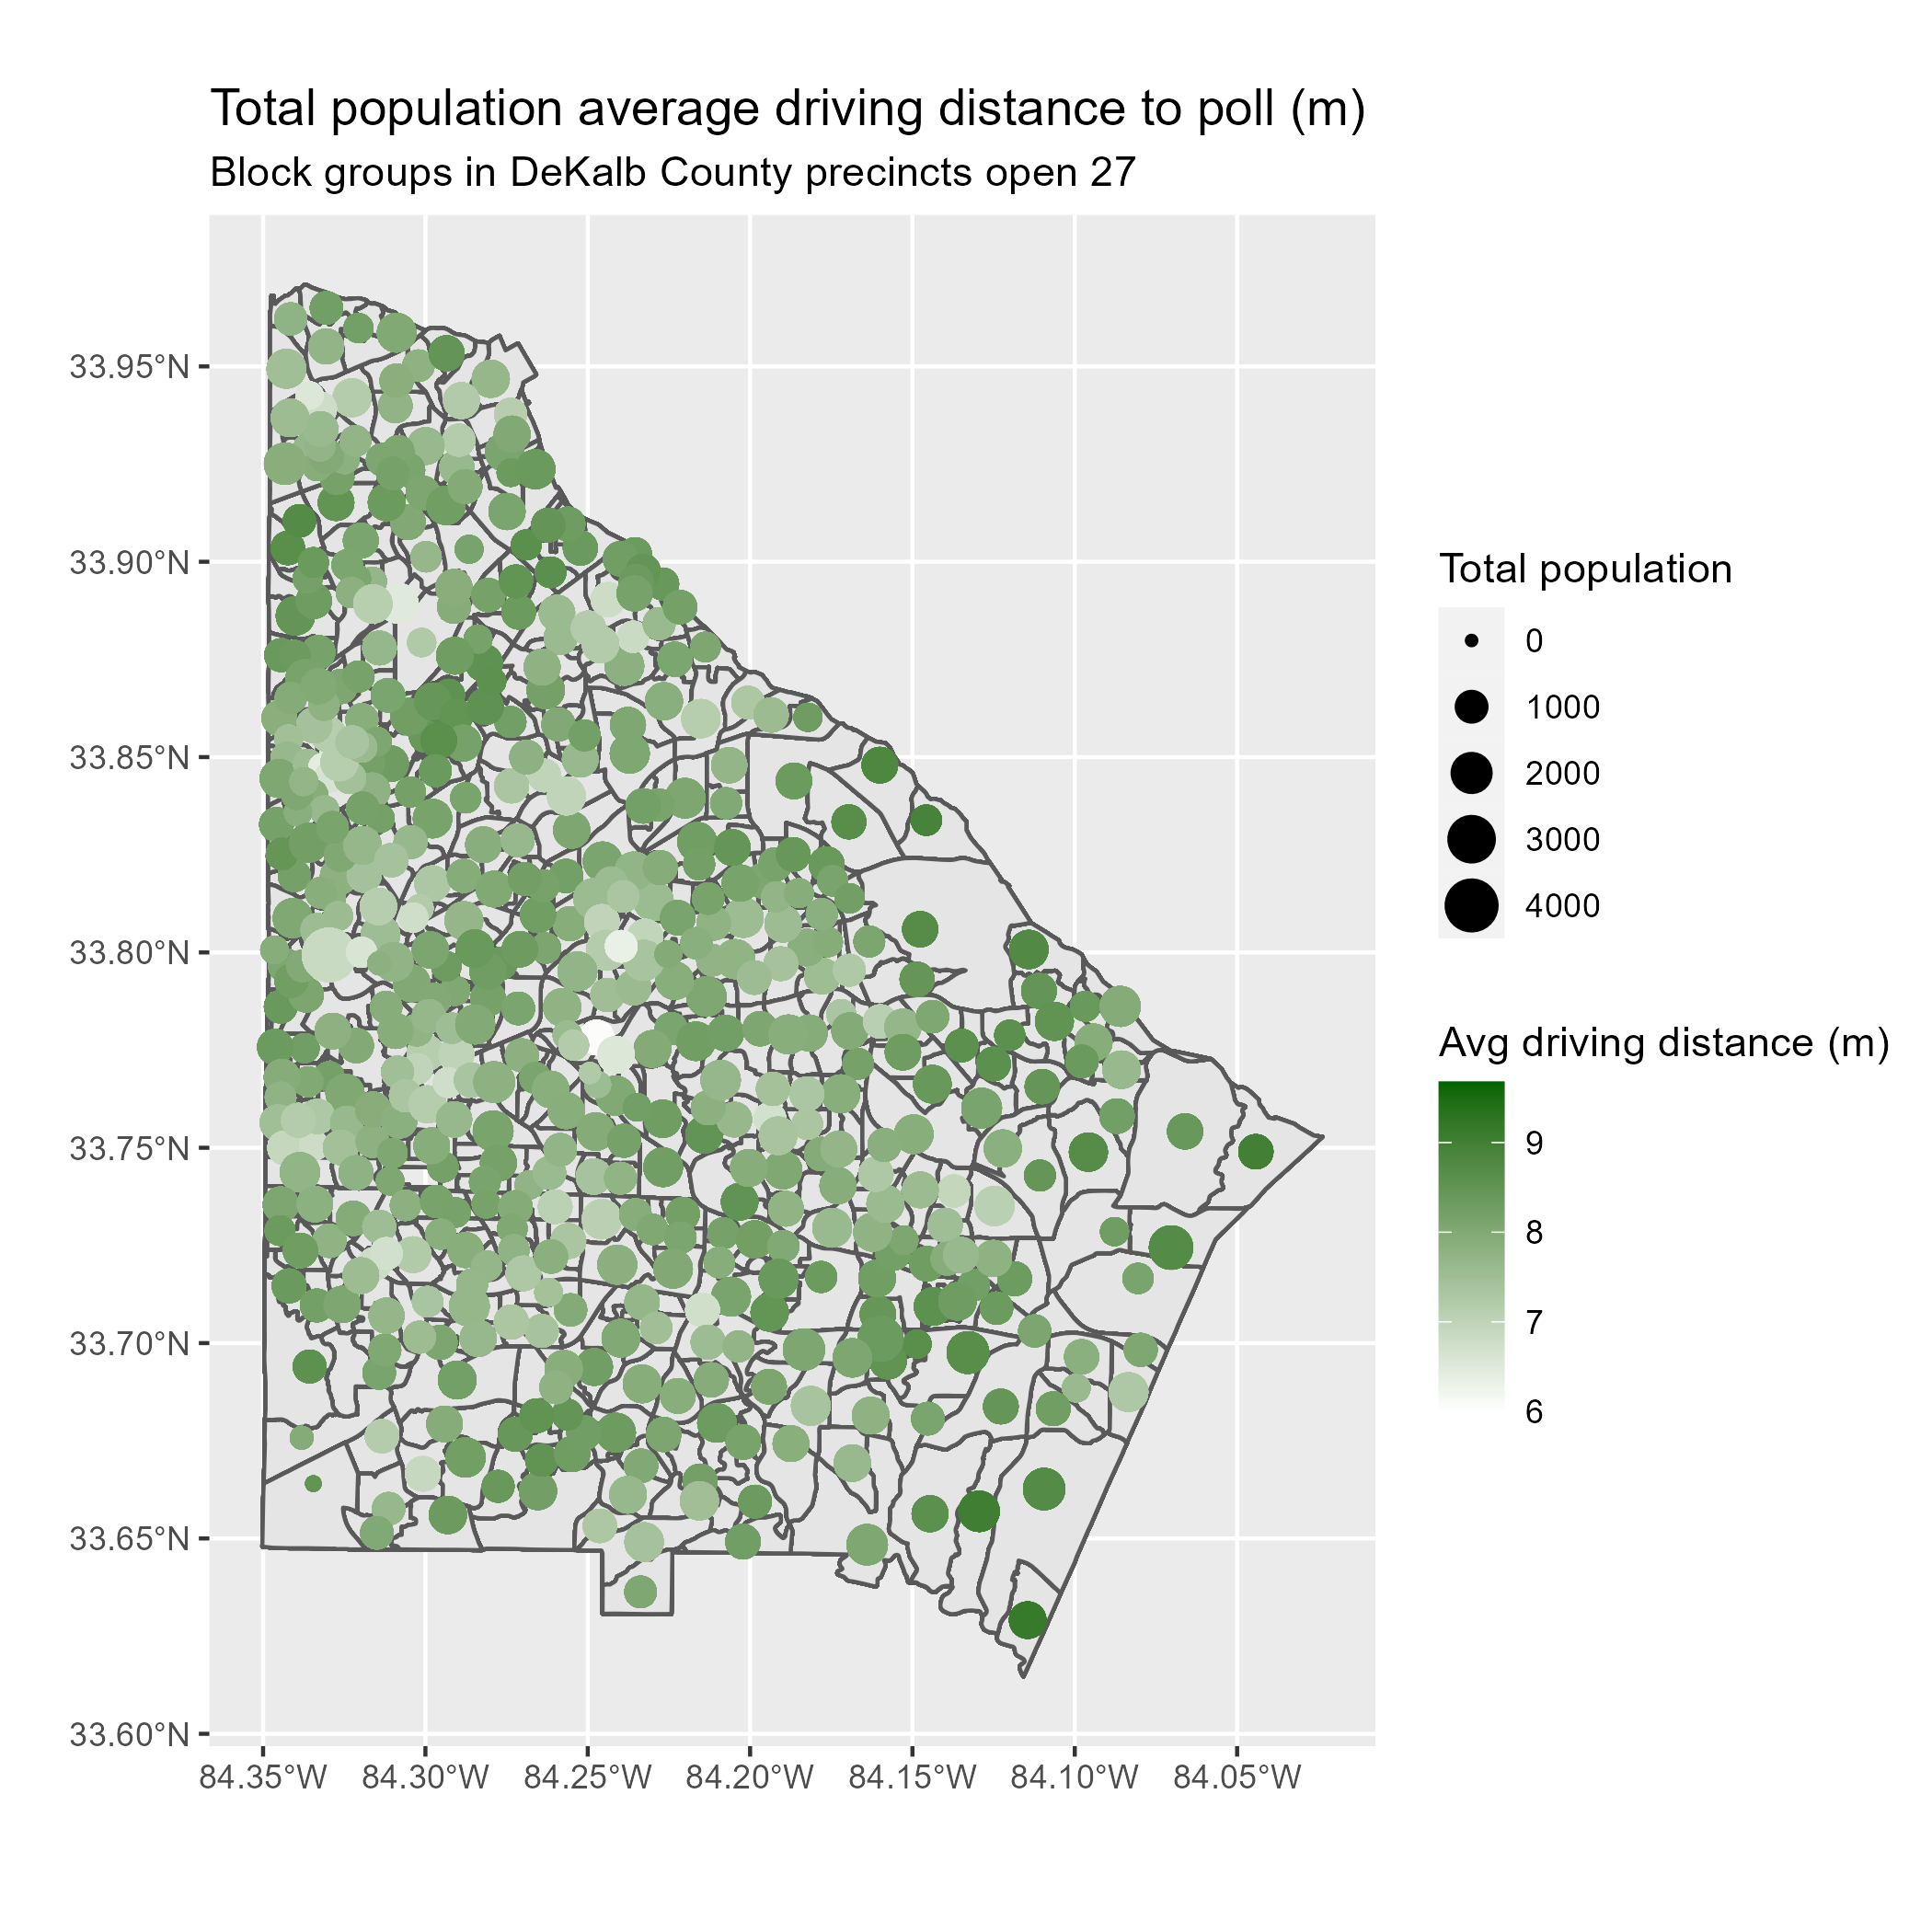 Total population average driving distance to poll (m)
Block groups in DeKalb County precincts open 27
33.95°N
33.90°N
33.85°N
33.80°N
33.75°N
33.70°N
33.65°N
33.60°N
84.35°W
84.30°W
84.25°W
84.20°W
84.15°W
84.10°W
84.05°W
Total population
0
1000
2000
3000
4000
Avg driving distance (m)
9
8
7
6